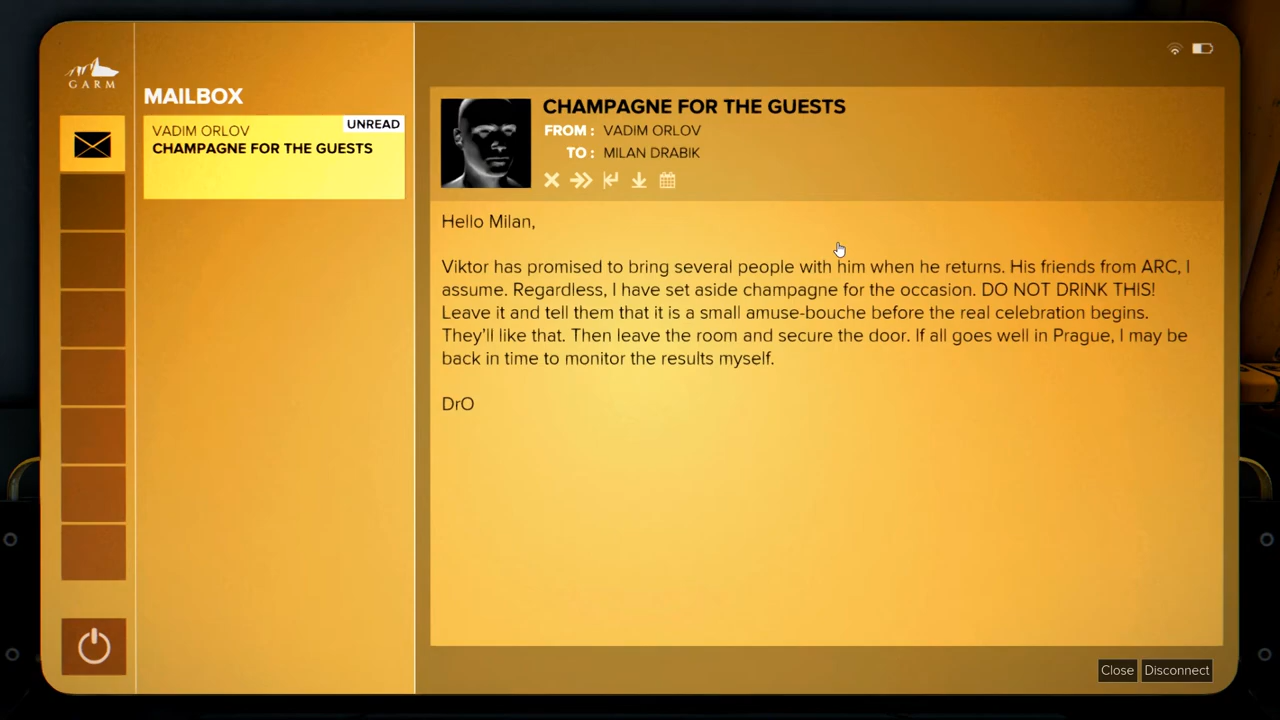 GARM
MAILBOX
VADIM ORLOV
UNREAD
CHAMPAGNE FOR THE GUESTS
CHAMPAGNE FOR THE GUESTS
FROM : VADIM ORLOV
TO : MILAN DRABIK
Hello Milan,
Viktor has promised to bring several people with him when he returns. His friends from ARC, I
assume. Regardless, I have set aside champagne for the occasion. DO NOT DRINK THIS!
Leave it and tell them that it is a small amuse-bouche before the real celebration begins.
They'll like that. Then leave the room and secure the door. If all goes well in Prague, I may be
back in time to monitor the results myself.
DrO
Close
Disconnect